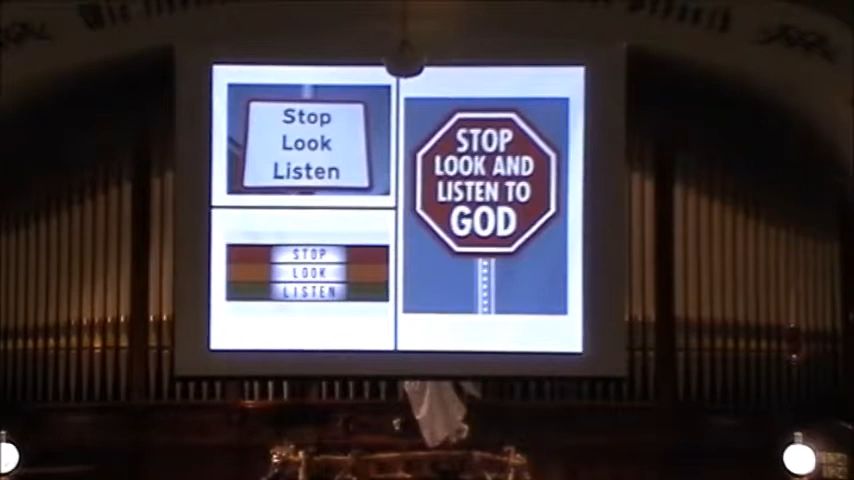 Stop
Look
Listen
STOP
LOOK
LISTEN
STOP
LOOK AND
LISTEN TO
GOD